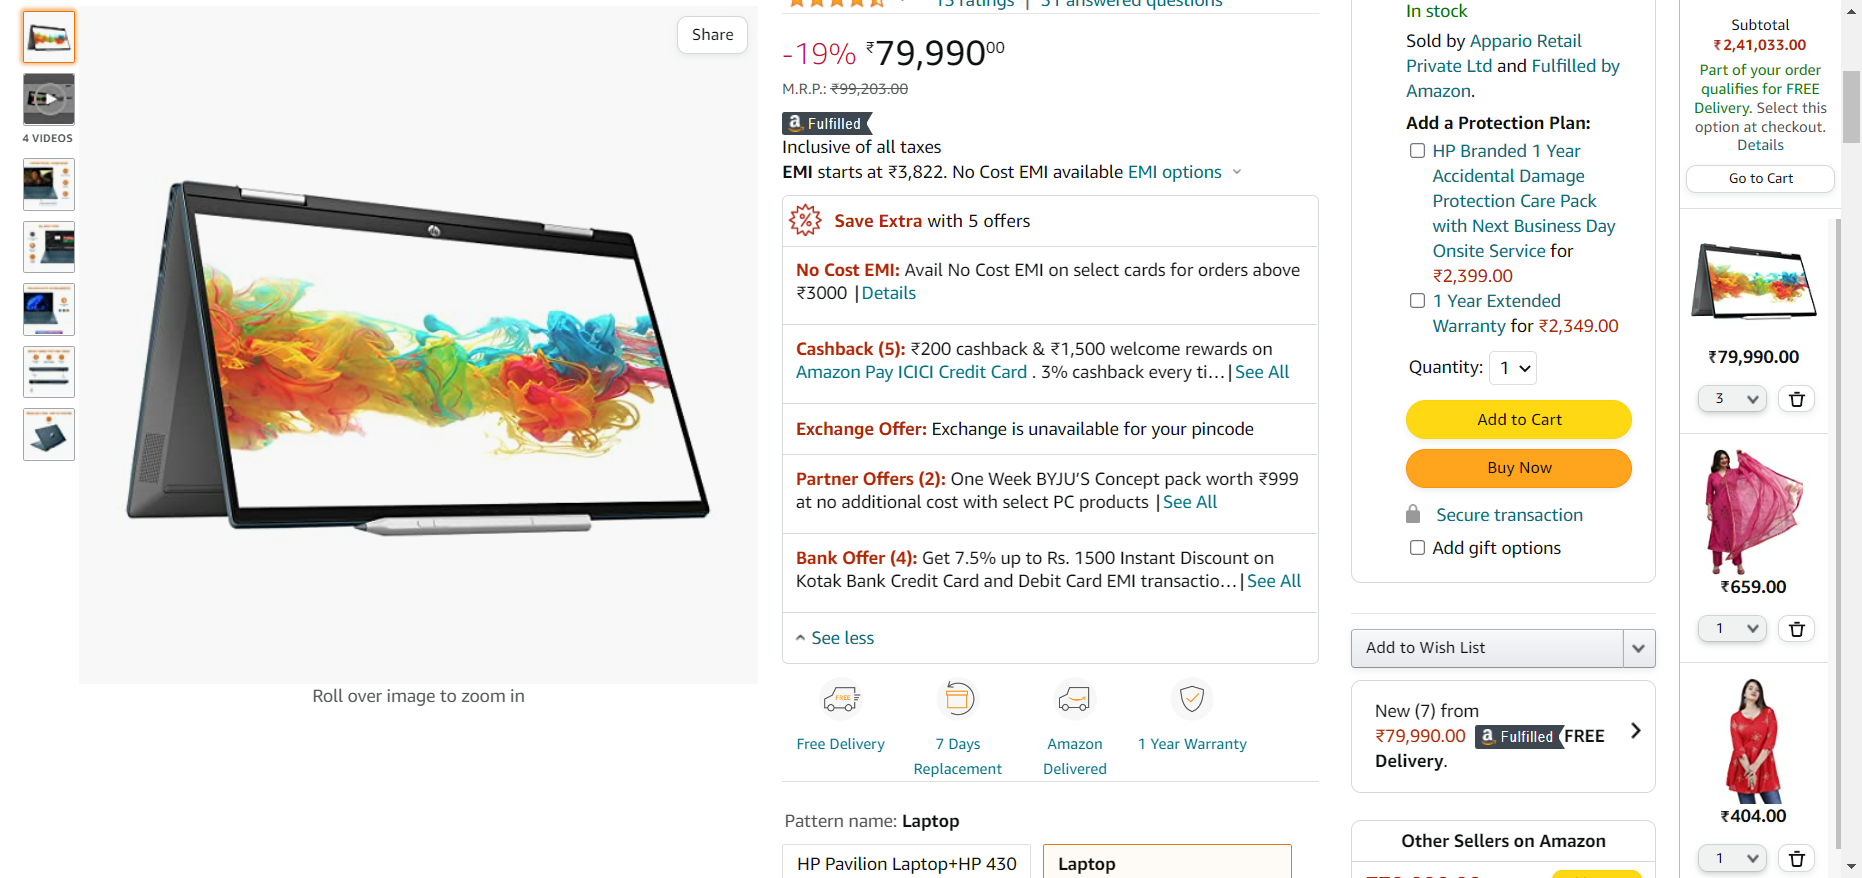 4 VIDEOS
Share
Roll over image to zoom in
13 ratings | 31 answered questions
-19% ₹79,99000
M.R.P.: ₹99,203.00
a Fulfilled
Inclusive of all taxes
EMI starts at ₹3,822. No Cost EMI available EMI options
Save Extra with 5 offers
No Cost EMI: Avail No Cost EMI on select cards for orders above
₹3000 | Details
Cashback (5): ₹200 cashback & ₹1,500 welcome rewards on
Amazon Pay ICICI Credit Card . 3% cashback every ti… | See All
Exchange Offer: Exchange is unavailable for your pincode
Partner Offers (2): One Week BYJU'S Concept pack worth ₹999
at no additional cost with select PC products | See All
Bank Offer (4): Get 7.5% up to Rs. 1500 Instant Discount on
Kotak Bank Credit Card and Debit Card EMI transactio… | See All
See less
FREE
Free Delivery
7 Days
Replacement
Amazon
Delivered
1 Year Warranty
Pattern name: Laptop
HP Pavilion Laptop+HP 430
Laptop
In stock
Sold by Appario Retail
Private Ltd and Fulfilled by
Amazon.
Add a Protection Plan:
HP Branded 1 Year
Accidental Damage
Protection Care Pack
with Next Business Day
Onsite Service for
₹2,399.00
1 Year Extended
Warranty for ₹2,349.00
Quantity: 1
Add to Cart
Buy Now
Secure transaction
Add gift options
Add to Wish List
New (7) from
₹79,990.00 a Fulfilled FREE
Delivery.
Other Sellers on Amazon
Subtotal
₹2,41,033.00
Part of your order
qualifies for FREE
Delivery. Select this
option at checkout.
Details
Go to Cart
₹79,990.00
3
₹659.00
1
₹404.00
1